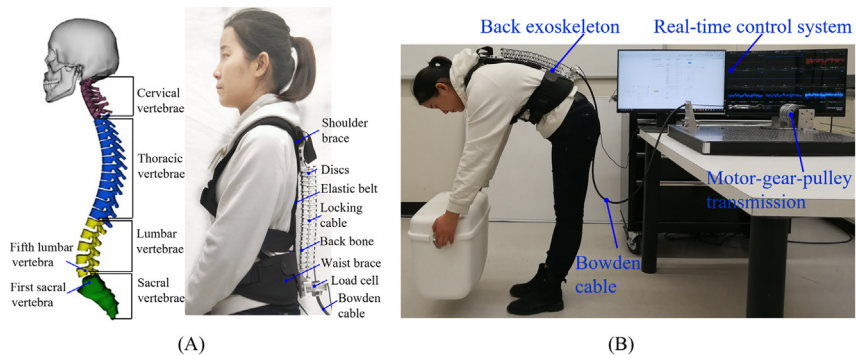 (A)
Cervical
vertebrae
Thoracic
vertebrae
Lumbar
vertebrae
Fifth lumbar
vertebra
First sacral
vertebra
Sacral
vertebrae
Shoulder
brace
Discs
Elastic belt
Locking
cable
Back bone
Waist brace
Load cell
Bowden
cable
(A)
Back exoskeleton
Real-time control system
(B)
Motor-gear-pulley
transmission
Bowden
cable
(B)